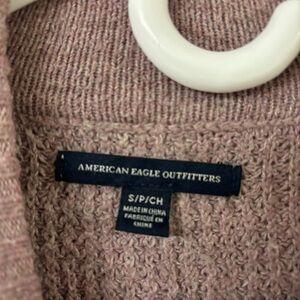 AMERICAN EAGLE OUTFITTERS
S/P/CH
MADE IN CHINA
FABRIQUÉ EN
CHINE